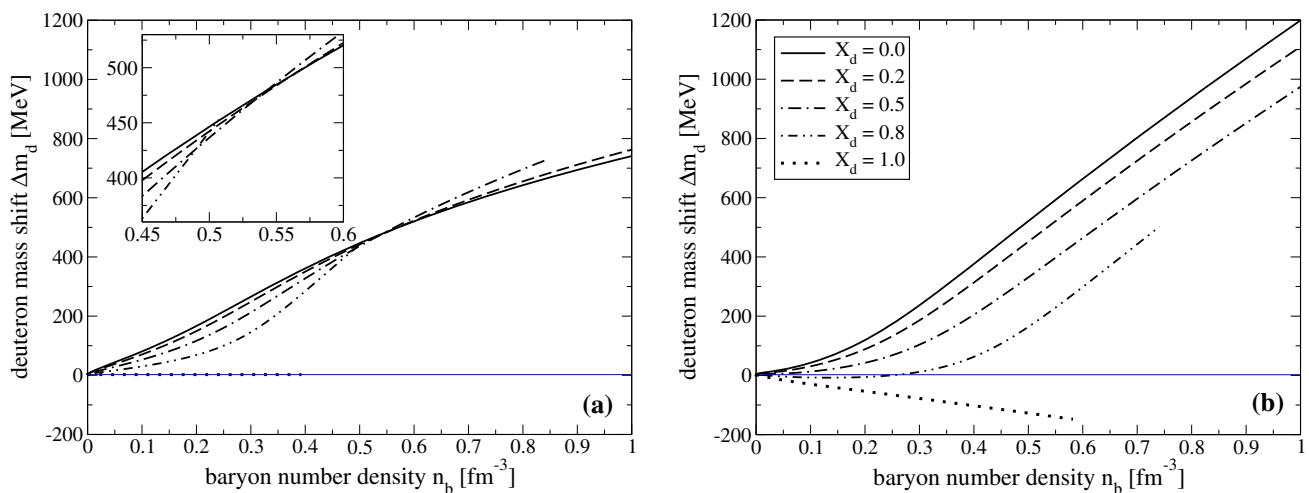 1200
1000
800
600
400
200
0
-200
deuteron mass shift Δm_d [MeV]
500
450
400
0.45 0.5 0.55 0.6
(a)
0 0.1 0.2 0.3 0.4 0.5 0.6 0.7 0.8 0.9 1
baryon number density n_b [fm⁻³]
1200
1000
800
600
400
200
0
-200
deuteron mass shift Δm_d [MeV]
X_d = 0.0
X_d = 0.2
X_d = 0.5
X_d = 0.8
X_d = 1.0
(b)
0 0.1 0.2 0.3 0.4 0.5 0.6 0.7 0.8 0.9 1
baryon number density n_b [fm⁻³]